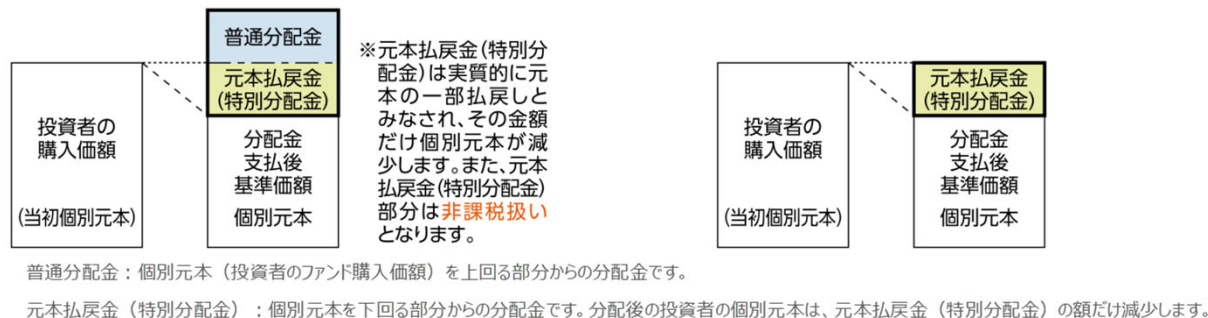 普通分配金
元本払戻金
(特別分配金)
投資者の
購入価額
(当初個別元本)
分配金
支払後
基準価額
個別元本
※元本払戻金(特別分
配金)は実質的に元
本の一部払戻しと
みなされ、その金額
だけ個別元本が減
少します。また、元本
払戻金(特別分配金)
部分は非課税扱い
となります。
元本払戻金
(特別分配金)
投資者の
購入価額
(当初個別元本)
分配金
支払後
基準価額
個別元本
普通分配金：個別元本（投資者のファンド購入価額）を上回る部分からの分配金です。
元本払戻金（特別分配金）：個別元本を下回る部分からの分配金です。分配後の投資者の個別元本は、元本払戻金（特別分配金）の額だけ減少します。